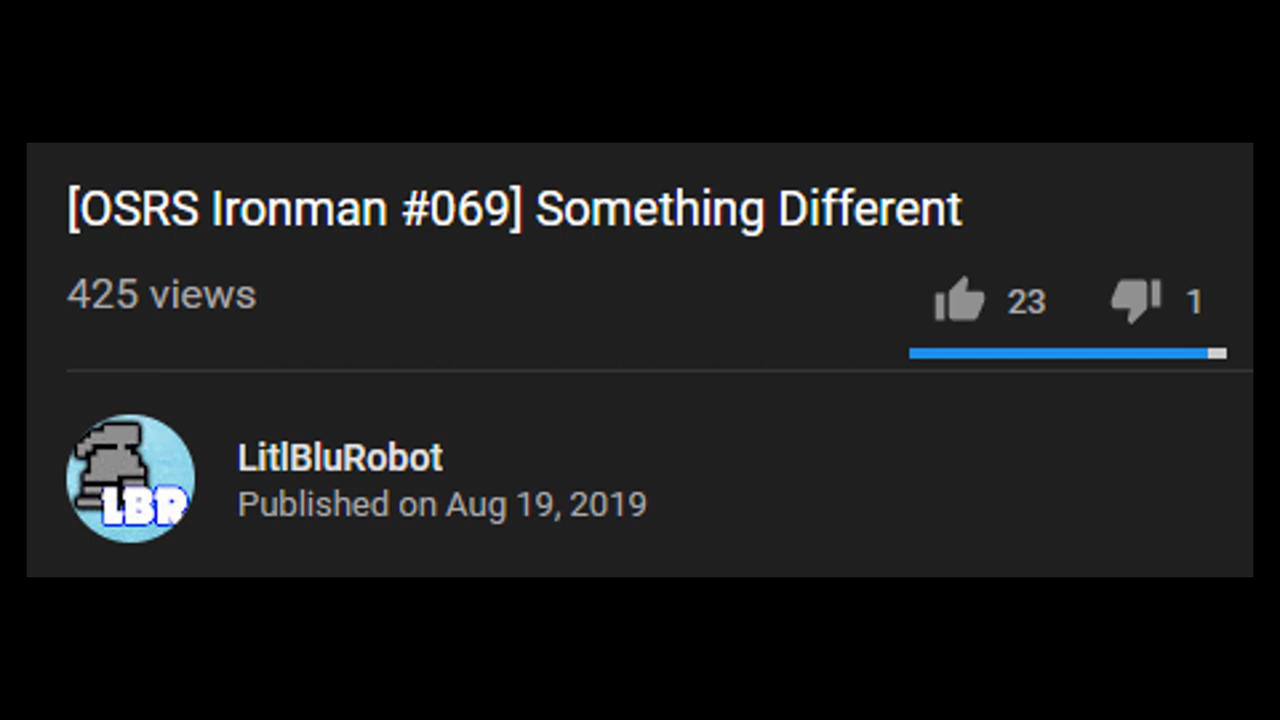 [OSRS Ironman #069] Something Different
425 views
23 1
LBR
LitlBluRobot
Published on Aug 19, 2019